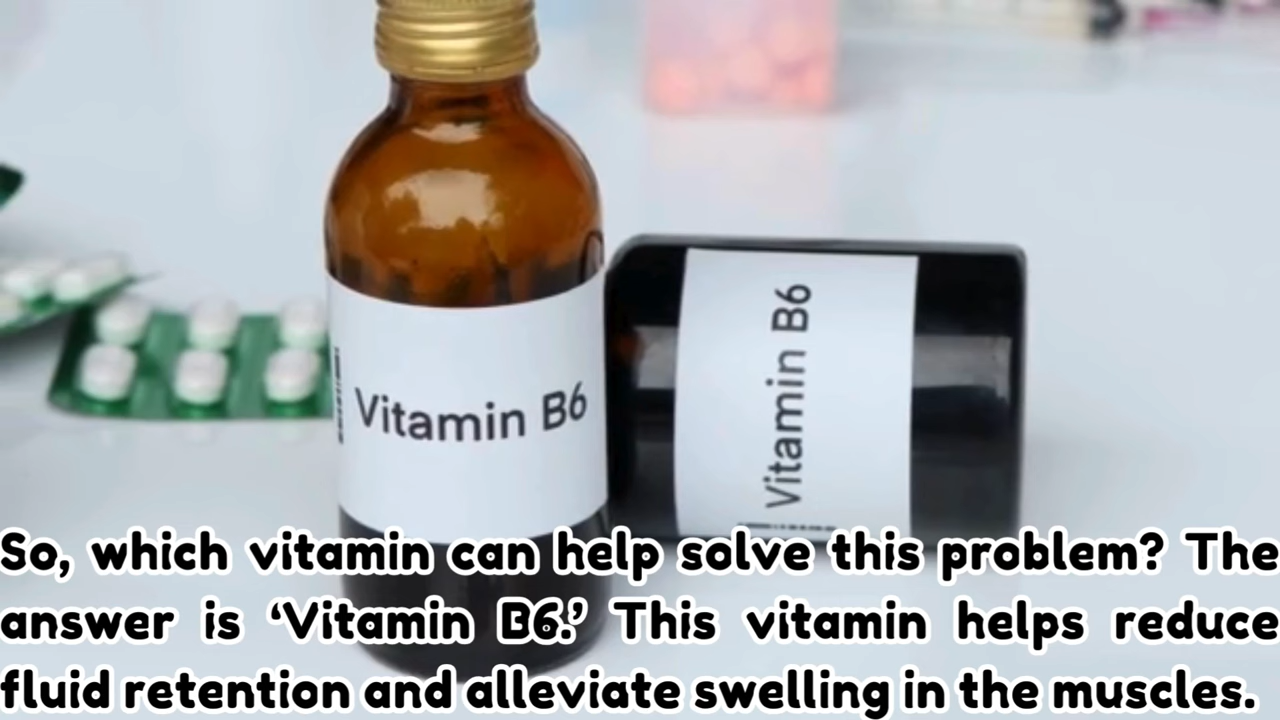 Vitamin B6
Vitamin B6
So, which vitamin can help solve this problem? The
answer is ‘Vitamin B6.’ This vitamin helps reduce
fluid retention and alleviate swelling in the muscles.